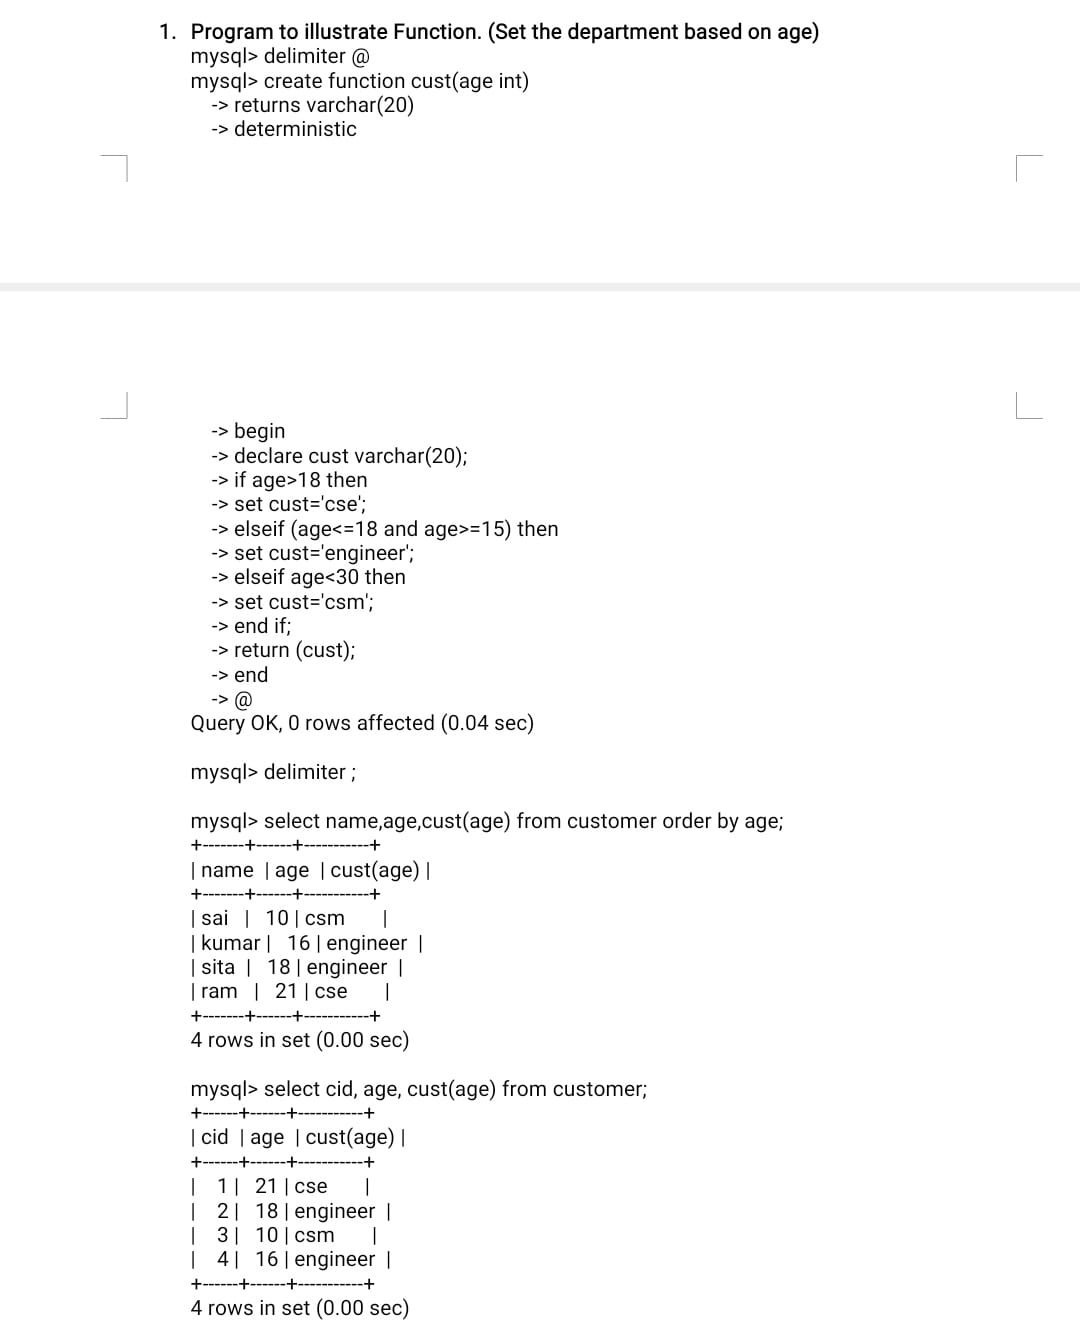 1. Program to illustrate Function. (Set the department based on age)
mysql> delimiter @
mysql> create function cust(age int)
-> returns varchar(20)
-> deterministic
-> begin
-> declare cust varchar(20);
-> if age>18 then
-> set cust='cse';
-> elseif (age<=18 and age>=15) then
-> set cust='engineer';
-> elseif age<30 then
-> set cust='csm';
-> end if;
-> return (cust);
-> end
-> @
Query OK, 0 rows affected (0.04 sec)
mysql> delimiter ;
mysql> select name,age,cust(age) from customer order by age;
+-------+------+-----------+
| name | age | cust(age) |
+-------+------+-----------+
| sai | 10 | csm |
| kumar | 16 | engineer |
| sita | 18 | engineer |
| ram | 21 | cse |
+-------+------+-----------+
4 rows in set (0.00 sec)
mysql> select cid, age, cust(age) from customer;
+------+------+-----------+
| cid | age | cust(age) |
+------+------+-----------+
| 1 | 21 | cse |
| 2 | 18 | engineer |
| 3 | 10 | csm |
| 4 | 16 | engineer |
+------+------+-----------+
4 rows in set (0.00 sec)